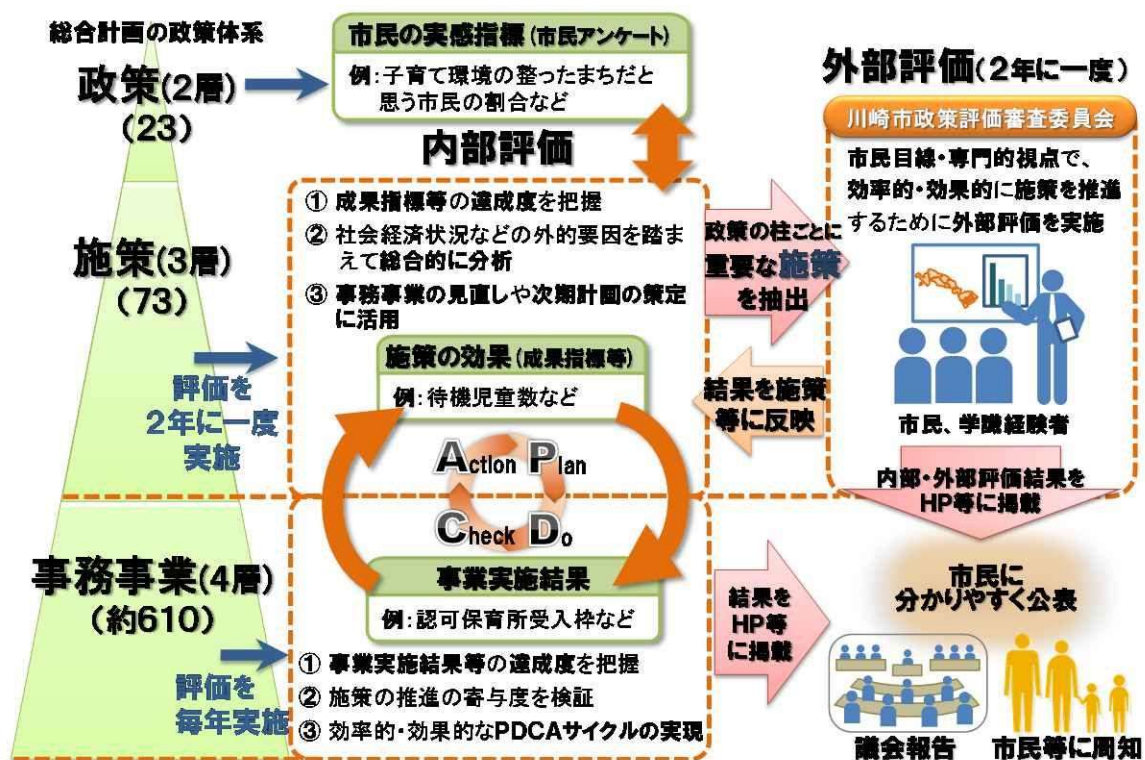 総合計画の政策体系
政策(2層)
(23)
施策(3層)
(73)
評価を
2年に一度
実施
事務事業(4層)
(約610)
評価を
毎年実施
市民の実感指標(市民アンケート)
例:子育て環境の整ったまちだと
思う市民の割合など
内部評価
① 成果指標等の達成度を把握
② 社会経済状況などの外的要因を踏ま
えて総合的に分析
③ 事務事業の見直しや次期計画の策定
に活用
施策の効果(成果指標等)
例:待機児童数など
Action Plan
Check Do
事業実施結果
例:認可保育所受入枠など
① 事業実施結果等の達成度を把握
② 施策の推進の寄与度を検証
③ 効率的・効果的なPDCAサイクルの実現
政策の柱ごとに
重要な施策
を抽出
結果を施策
等に反映
結果を
HP等
に掲載
外部評価(2年に一度)
川崎市政策評価審査委員会
市民目線・専門的視点で、
効率的・効果的に施策を推進
するために外部評価を実施
市民、学識経験者
内部・外部評価結果を
HP等に掲載
市民に
分かりやすく公表
議会報告
市民等に周知